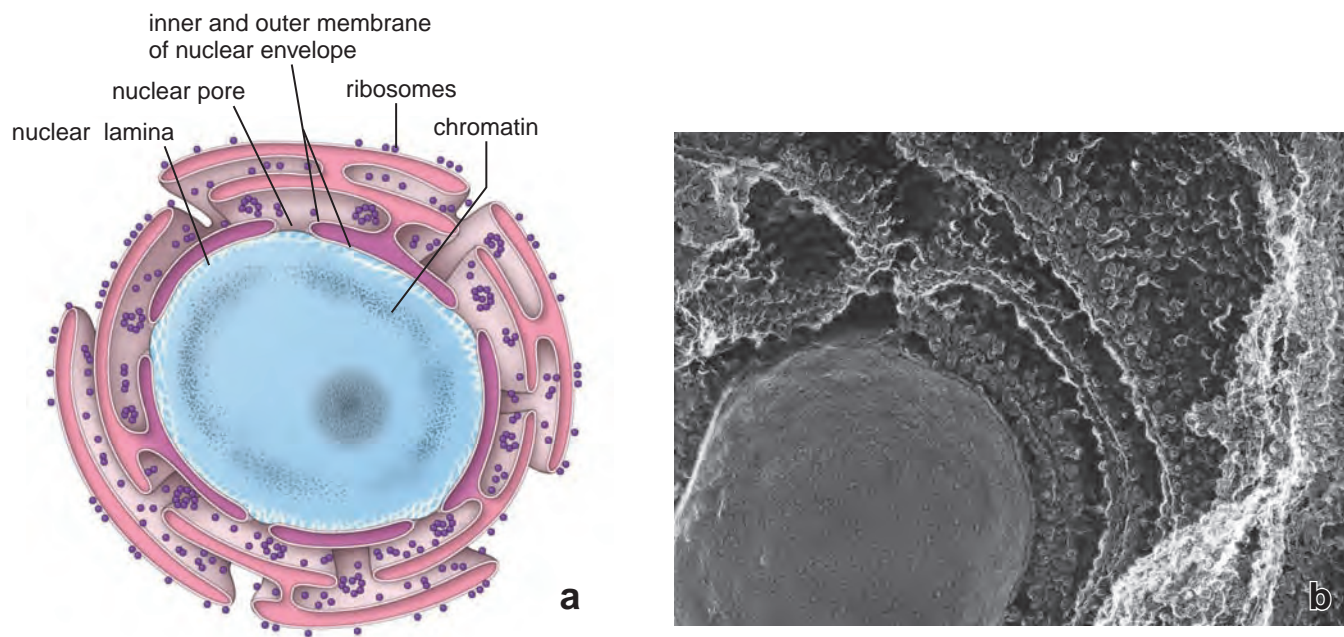 inner and outer membrane
of nuclear envelope
nuclear pore
ribosomes
nuclear lamina
chromatin
a
b